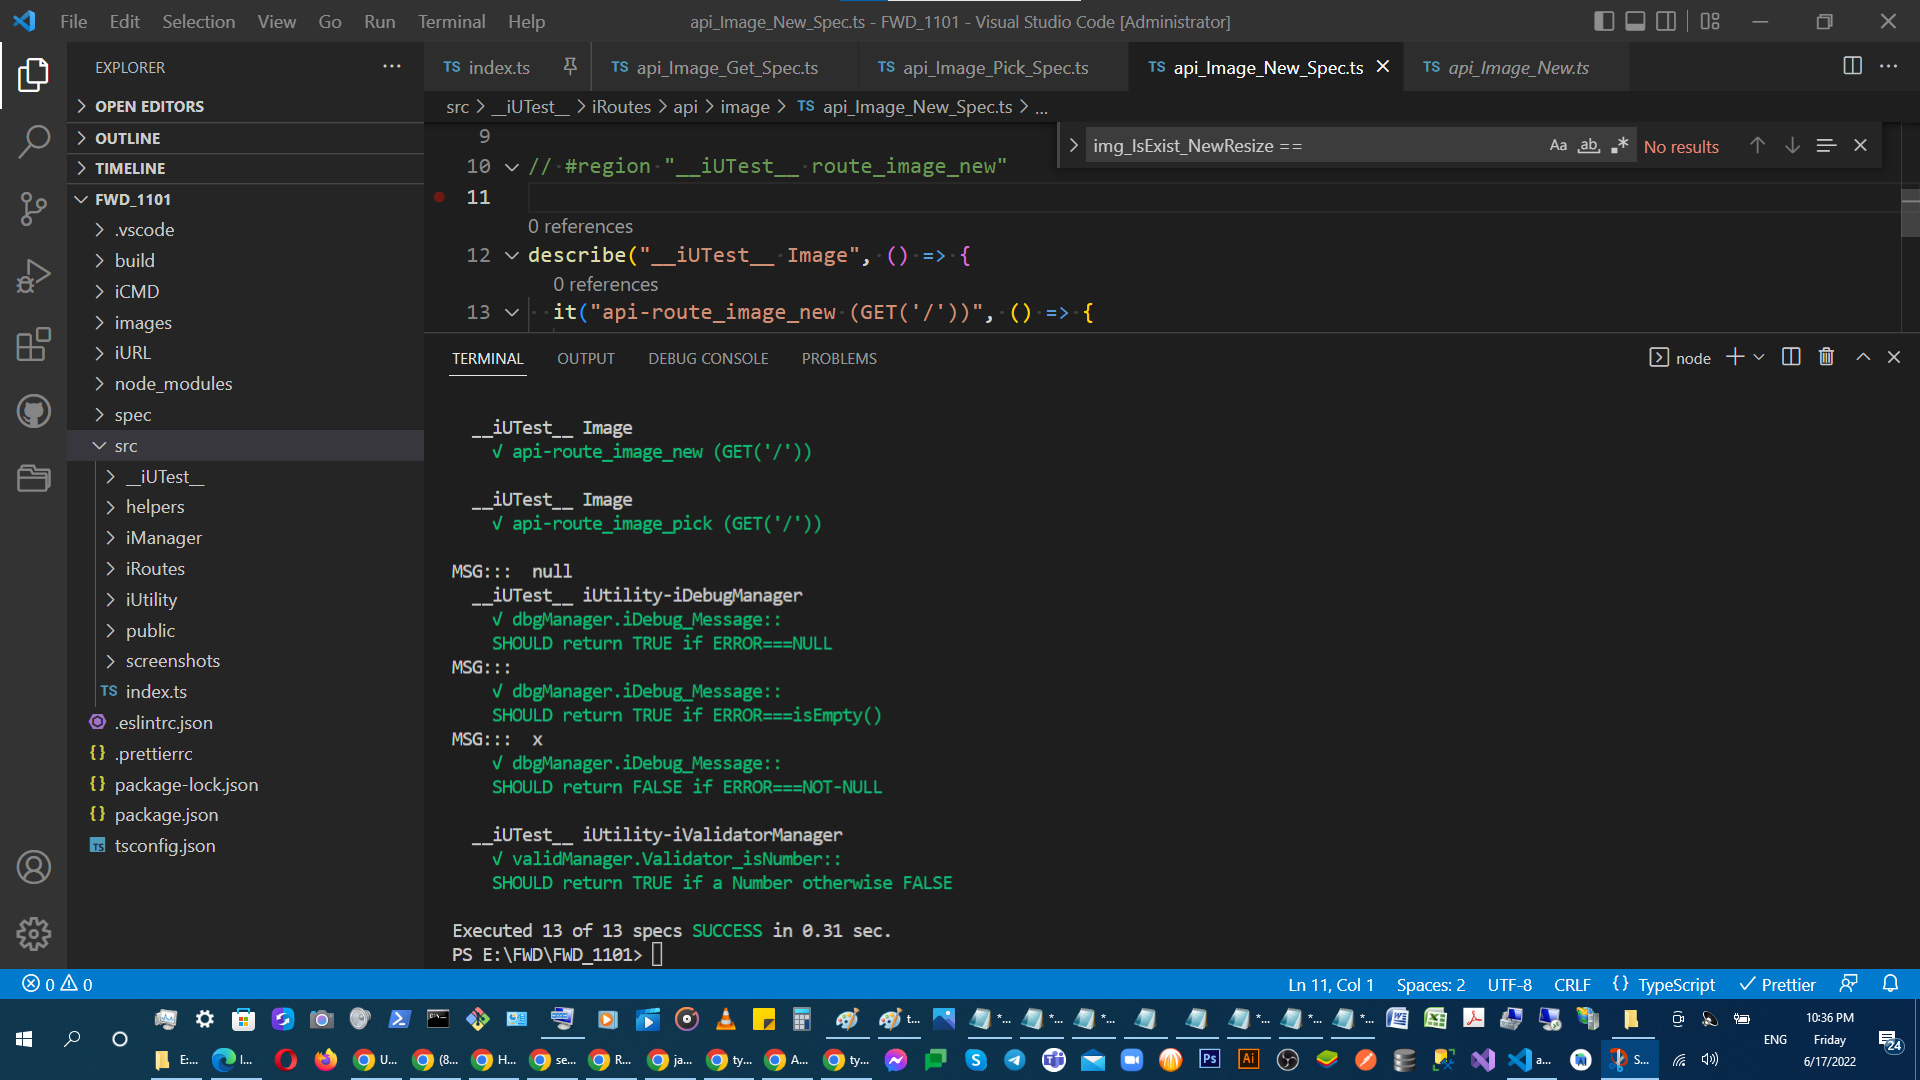 File Edit Selection View Go Run Terminal Help
api_Image_New_Spec.ts - FWD_1101 - Visual Studio Code [Administrator]
EXPLORER
OPEN EDITORS
OUTLINE
TIMELINE
FWD_1101
.vscode
build
iCMD
images
iURL
node_modules
spec
src
__iUTest__
helpers
iManager
iRoutes
iUtility
public
screenshots
TS index.ts
.eslintrc.json
{} .prettierrc
{} package-lock.json
{} package.json
TS tsconfig.json
TS index.ts
TS api_Image_Get_Spec.ts
TS api_Image_Pick_Spec.ts
TS api_Image_New_Spec.ts
TS api_Image_New.ts
src > __iUTest__ > iRoutes > api > image > TS api_Image_New_Spec.ts > ...
img_IsExist_NewResize == Aa ab .* No results
9
10 // #region "__iUTest__ route_image_new"
11
0 references
12 describe("__iUTest__ Image", () => {
0 references
13 it("api-route_image_new (GET('/'))", () => {
TERMINAL OUTPUT DEBUG CONSOLE PROBLEMS
node
__iUTest__ Image
√ api-route_image_new (GET('/'))
__iUTest__ Image
√ api-route_image_pick (GET('/'))
MSG::: null
__iUTest__ iUtility-iDebugManager
√ dbgManager.iDebug_Message::
SHOULD return TRUE if ERROR===NULL
MSG:::
√ dbgManager.iDebug_Message::
SHOULD return TRUE if ERROR===isEmpty()
MSG::: x
√ dbgManager.iDebug_Message::
SHOULD return FALSE if ERROR===NOT-NULL
__iUTest__ iUtility-iValidatorManager
√ validManager.Validator_isNumber::
SHOULD return TRUE if a Number otherwise FALSE
Executed 13 of 13 specs SUCCESS in 0.31 sec.
PS E:\FWD\FWD_1101>
0 0
Ln 11, Col 1 Spaces: 2 UTF-8 CRLF {} TypeScript Prettier
t... *... *... *... *... *... *...
E... I... U... (8... H... se... R... ja... ty... A... ty... Ps Ai a... S...
ENG
10:36 PM
Friday
6/17/2022
24